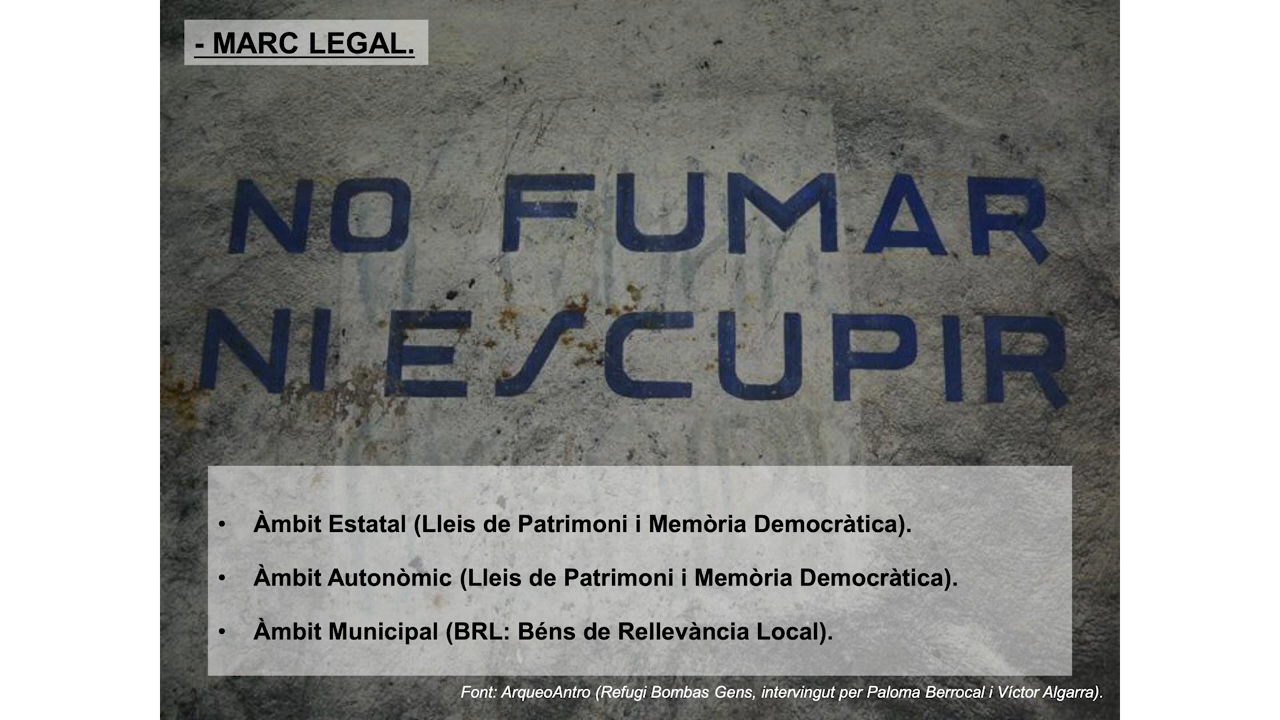 - MARC LEGAL.
NO FUMAR
NI ESCUPIR
• Àmbit Estatal (Lleis de Patrimoni i Memòria Democràtica).
• Àmbit Autonòmic (Lleis de Patrimoni i Memòria Democràtica).
• Àmbit Municipal (BRL: Béns de Rellevància Local).
Font: ArqueoAntro (Refugi Bombas Gens, intervingut per Paloma Berrocal i Víctor Algarra).